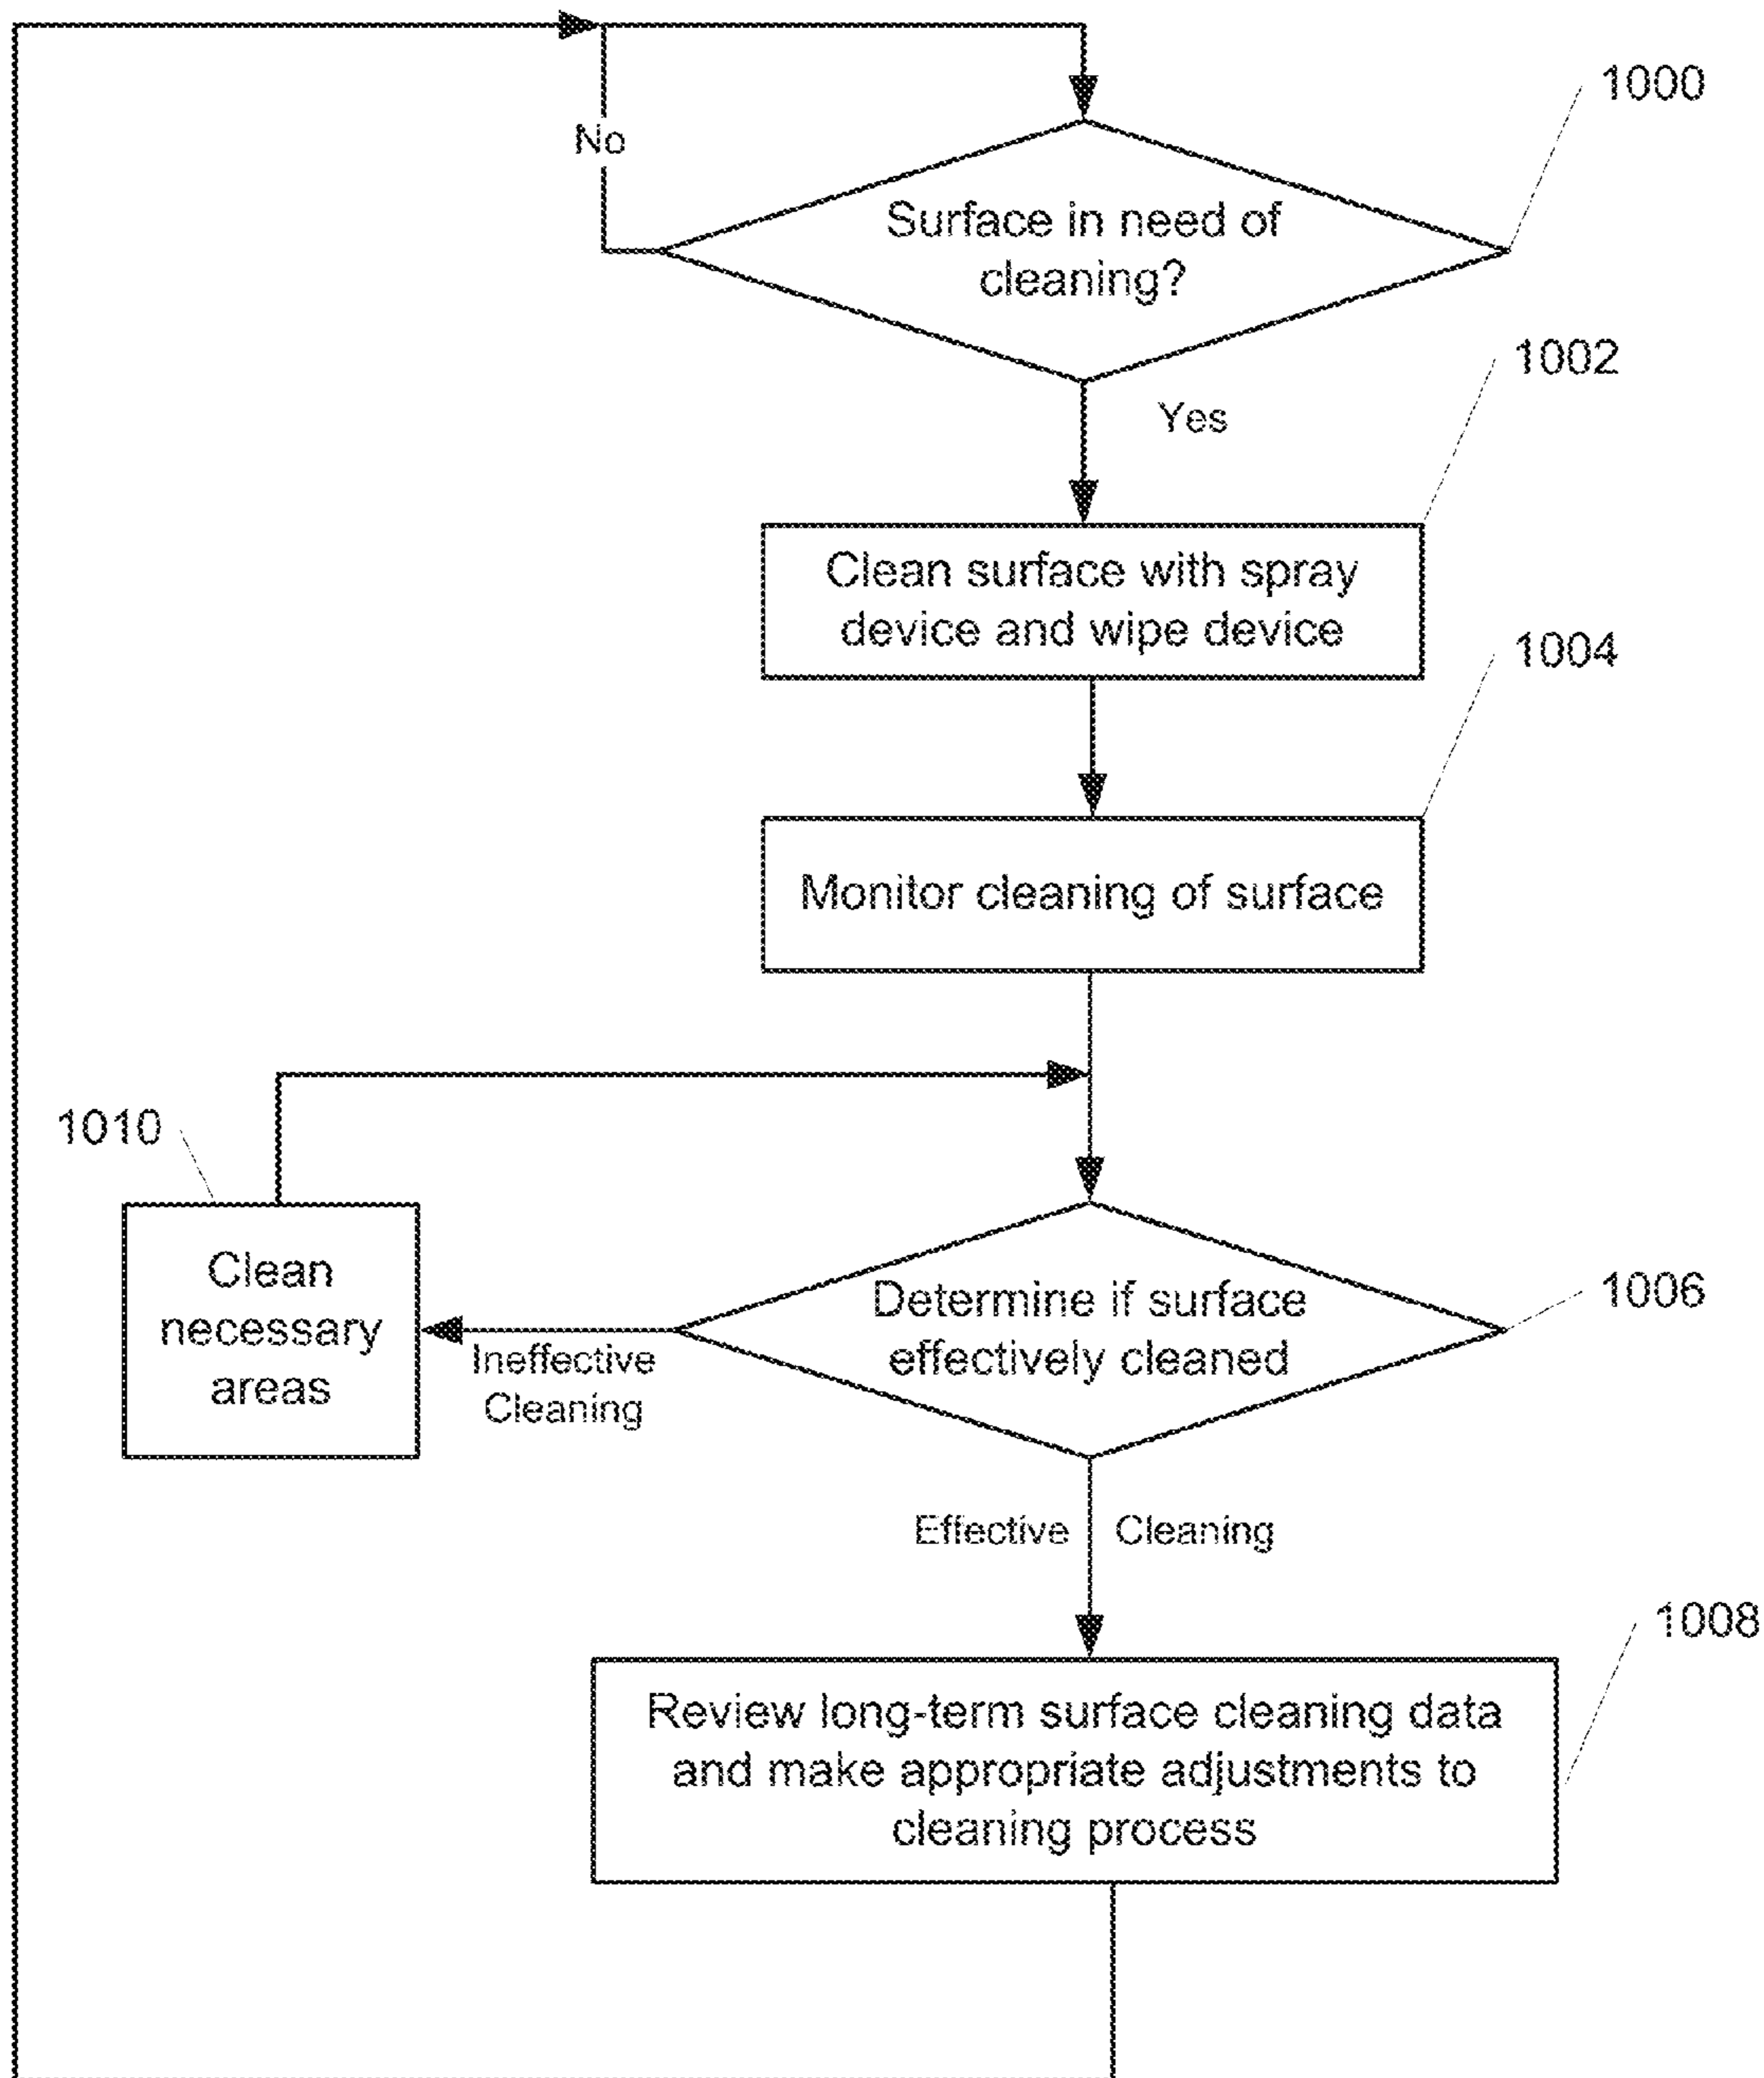 1000
No
Surface in need of
cleaning?
1002
Yes
Clean surface with spray
device and wipe device
1004
Monitor cleaning of surface
1010
Clean
necessary
areas
Determine if surface
effectively cleaned
1006
Ineffective
Cleaning
Effective Cleaning
1008
Review long-term surface cleaning data
and make appropriate adjustments to
cleaning process